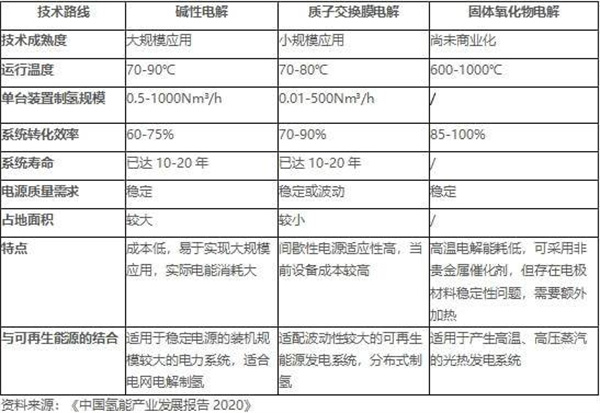 技术路线 碱性电解 质子交换膜电解 固体氧化物电解
技术成熟度 大规模应用 小规模应用 尚未商业化
运行温度 70-90℃ 70-80℃ 600-1000℃
单台装置制氢规模 0.5-1000Nm³/h 0.01-500Nm³/h /
系统转化效率 60-75% 70-90% 85-100%
系统寿命 已达 10-20 年 已达 10-20 年 /
电源质量需求 稳定 稳定或波动 稳定
占地面积 较大 较小 /
特点 成本低，易于实现大规模 间歇性电源适应性高，当 高温电解能耗低，可采用非
应用，实际电能消耗大 前设备成本较高 贵金属催化剂，但存在电极
材料稳定性问题，需要额外
加热
与可再生能源的结合 适用于稳定电源的装机规 适配波动性较大的可再生 适用于产生高温、高压蒸汽
模较大的电力系统，适合 能源发电系统，分布式制 的光热发电系统
电网电解制氢 氢
资料来源：《中国氢能产业发展报告 2020》